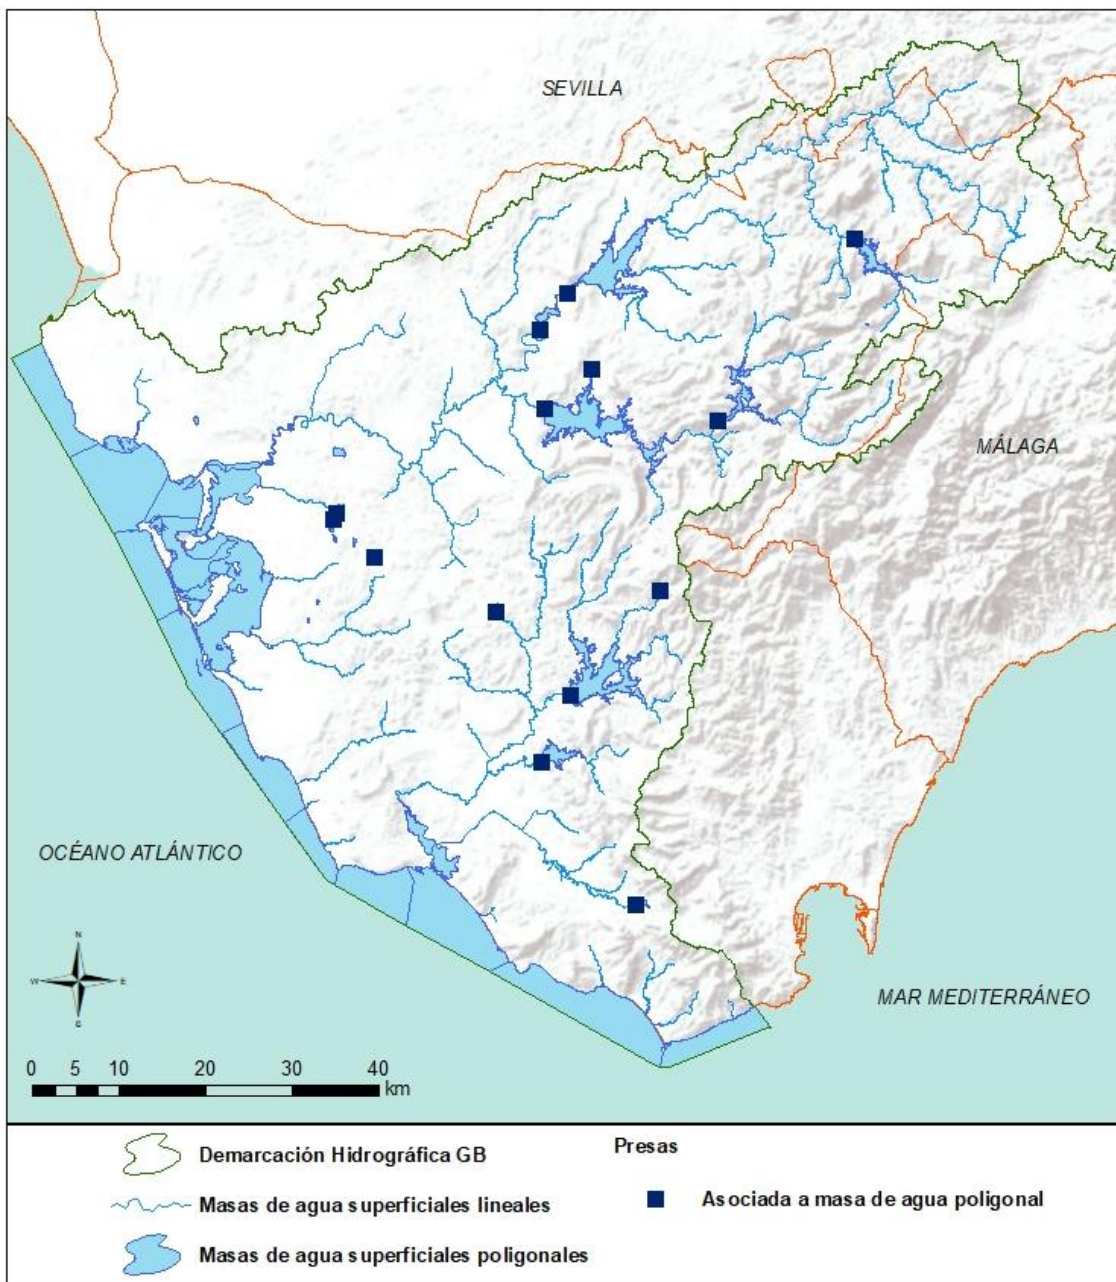 SEVILLA
MÁLAGA
OCÉANO ATLÁNTICO
MAR MEDITERRÁNEO
N
W E
S
0 5 10 20 30 40
km
Demarcación Hidrográfica GB
Masas de agua superficiales lineales
Masas de agua superficiales poligonales
Presas
Asociada a masa de agua poligonal